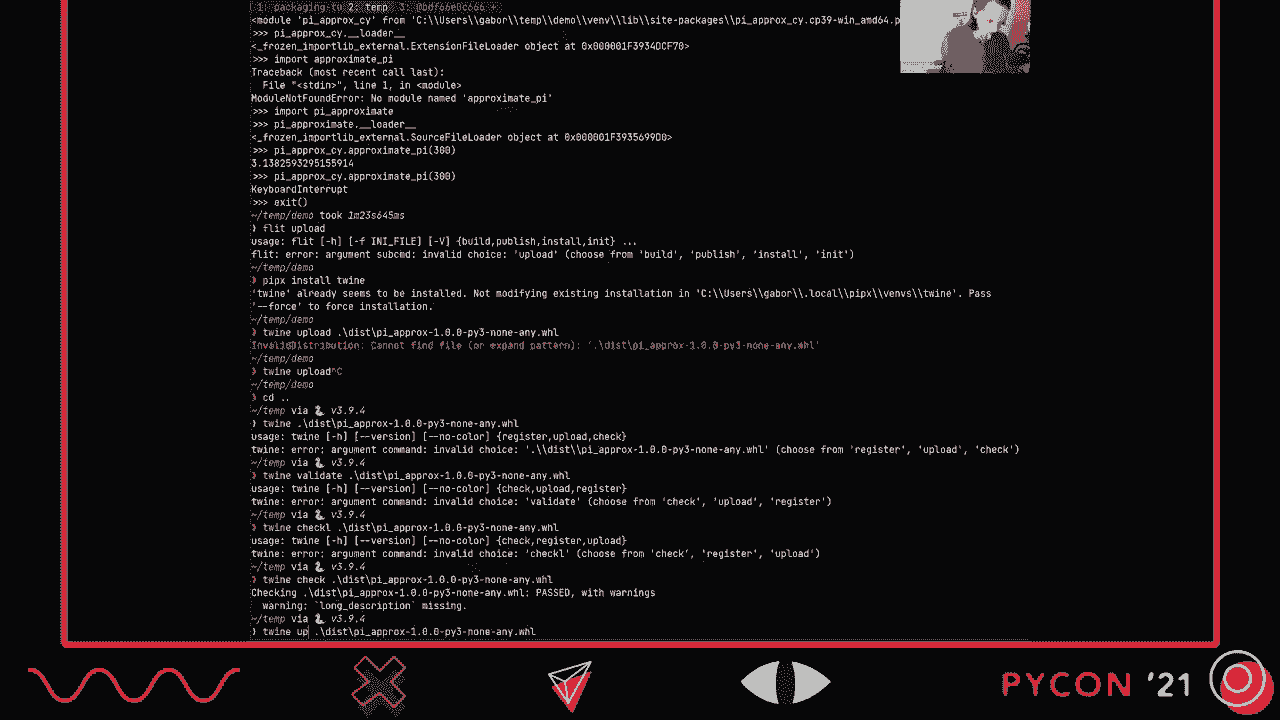 1: packaging-tu 2: temp 3:
<module 'pi_approx_cy' from 'C:\\Users\\gabor\\temp\\demo\\venv\\lib\\site-packages\\pi_approx_cy.cp39-win_amd64.p
>>> pi_approx_cy.__loader__
<_frozen_importlib_external.ExtensionFileLoader object at 0x000001F3934DCF70>
>>> import approximate_pi
Traceback (most recent call last):
  File "<stdin>", line 1, in <module>
ModuleNotFoundError: No module named 'approximate_pi'
>>> import pi_approximate
>>> pi_approximate.__loader__
<_frozen_importlib_external.SourceFileLoader object at 0x000001F3935699D0>
>>> pi_approx_cy.approximate_pi(300)
3.1382593295155914
>>> pi_approx_cy.approximate_pi(300)
KeyboardInterrupt
>>> exit()
~/temp/demo took 1m23s645ms
❯ flit upload
usage: flit [-h] [-f INI_FILE] [-V] {build,publish,install,init} ...
flit: error: argument subcmd: invalid choice: 'upload' (choose from 'build', 'publish', 'install', 'init')
~/temp/demo
❯ pipx install twine
'twine' already seems to be installed. Not modifying existing installation in 'C:\\Users\\gabor\\.local\\pipx\\venvs\\twine'. Pass
'--force' to force installation.
~/temp/demo
❯ twine upload .\dist\pi_approx-1.0.0-py3-none-any.whl
InvalidDistribution: Cannot find file (or expand pattern): '.\dist\pi_approx-1.0.0-py3-none-any.whl'
~/temp/demo
❯ twine upload^C
~/temp/demo
❯ cd ..
~/temp via 🐍 v3.9.4
❯ twine .\dist\pi_approx-1.0.0-py3-none-any.whl
usage: twine [-h] [--version] [--no-color] {register,upload,check}
twine: error: argument command: invalid choice: '.\\dist\\pi_approx-1.0.0-py3-none-any.whl' (choose from 'register', 'upload', 'check')
~/temp via 🐍 v3.9.4
❯ twine validate .\dist\pi_approx-1.0.0-py3-none-any.whl
usage: twine [-h] [--version] [--no-color] {check,upload,register}
twine: error: argument command: invalid choice: 'validate' (choose from 'check', 'upload', 'register')
~/temp via 🐍 v3.9.4
❯ twine checkl .\dist\pi_approx-1.0.0-py3-none-any.whl
usage: twine [-h] [--version] [--no-color] {check,register,upload}
twine: error: argument command: invalid choice: 'checkl' (choose from 'check', 'register', 'upload')
~/temp via 🐍 v3.9.4
❯ twine check .\dist\pi_approx-1.0.0-py3-none-any.whl
Checking .\dist\pi_approx-1.0.0-py3-none-any.whl: PASSED, with warnings
  warning: `long_description` missing.
~/temp via 🐍 v3.9.4
❯ twine up .\dist\pi_approx-1.0.0-py3-none-any.whl
PYCON '21